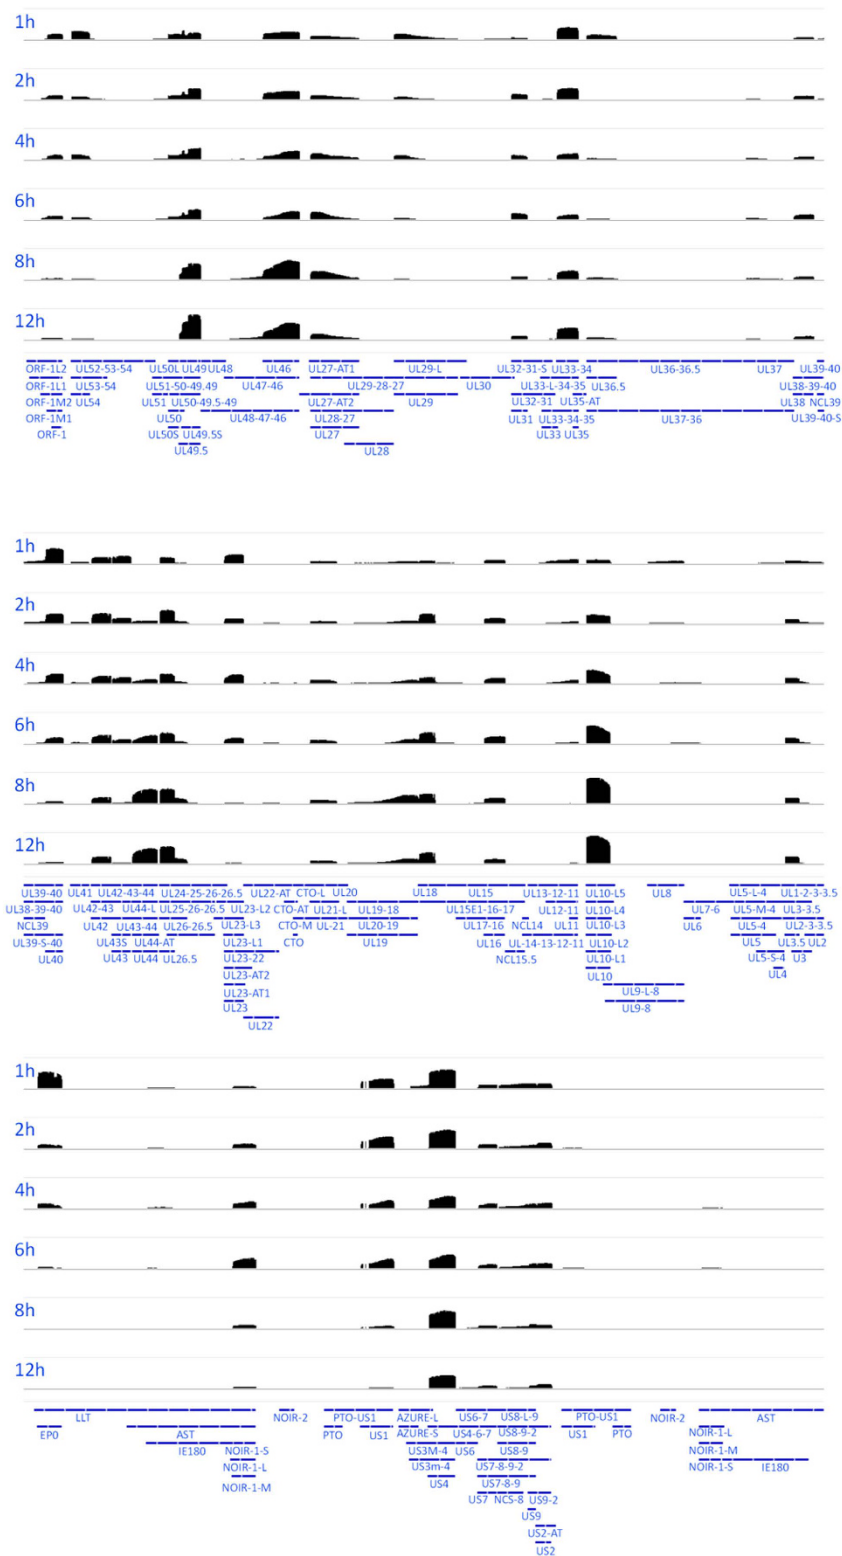 1h
2h
4h
6h
8h
12h
ORF-1L2 UL52-53-54 UL50L UL49 UL48 UL46 UL27-AT1 UL29-L UL32-31-S UL33-34 UL36-36.5 UL37 UL39-40
ORF-1L1 UL53-54 UL51-50-49.49 UL47-46 UL29-28-27 UL30 UL33-L-34-35 UL36.5 UL38-39-40
ORF-1M2 UL54 UL51 UL50-49.5-49 UL27-AT2 UL29 UL32-31 UL35-AT UL38 NCL39
ORF-1M1 UL50 UL48-47-46 UL28-27 UL31 UL33-34-35 UL37-36 UL39-40-S
ORF-1 UL50S UL49.5S UL27 UL33 UL35
UL49.5 UL28
1h
2h
4h
6h
8h
12h
UL39-40 UL41 UL42-43-44 UL24-25-26-26.5 UL22-AT CTO-L UL20 UL18 UL15 UL13-12-11 UL10-L5 UL8 UL5-L-4 UL1-2-3-3.5
UL38-39-40 UL42-43 UL44-L UL25-26-26.5 UL23-L2 CTO-AT UL21-L UL19-18 UL15E1-16-17 UL12-11 UL10-L4 UL7-6 UL5-M-4 UL3-3.5
NCL39 UL42 UL43-44 UL26-26.5 UL23-L3 CTO-M UL-21 UL20-19 UL17-16 NCL14 UL11 UL10-L3 UL6 UL5-4 UL2-3-3.5
UL39-S-40 UL43S UL44-AT UL23-L1 CTO UL19 UL16 UL-14-13-12-11 UL10-L2 UL5 UL3.5 UL2
UL40 UL43 UL44 UL26.5 UL23-22 NCL15.5 UL10-L1 UL5-S-4 U3
UL23-AT2 UL10 UL4
UL23-AT1 UL9-L-8
UL23 UL9-8
UL22
1h
2h
4h
6h
8h
12h
LLT NOIR-2 PTO-US1 AZURE-L US6-7 US8-L-9 PTO-US1 NOIR-2 AST
EP0 AST PTO US1 AZURE-S US4-6-7 US8-9-2 US1 PTO NOIR-1-L
IE180 NOIR-1-S US3M-4 US6 US8-9 NOIR-1-M
NOIR-1-L US3m-4 US7-8-9-2 NOIR-1-S IE180
NOIR-1-M US4 US7-8-9
US7 NCS-8 US9-2
US9
US2-AT
US2